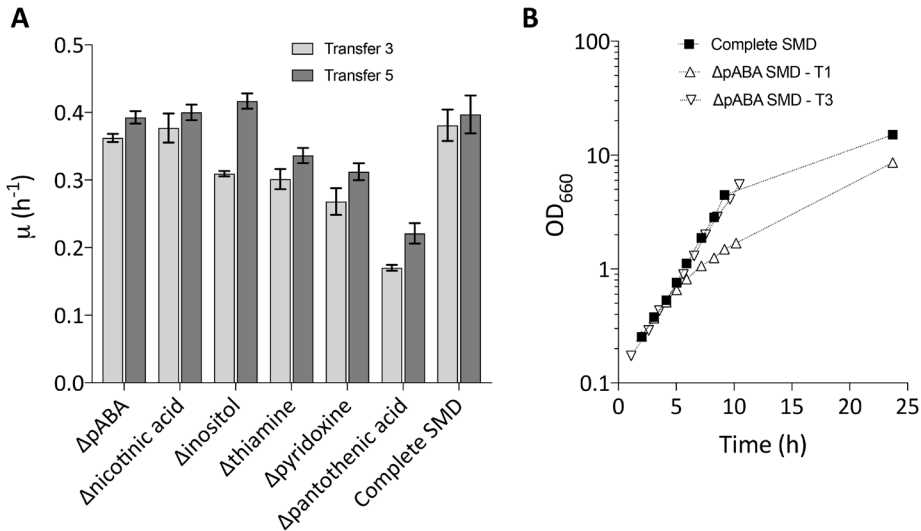 A
Transfer 3
Transfer 5
μ (h-1)
0.5
0.4
0.3
0.2
0.1
0.0
ΔpABA
Δnicotinic acid
Δinositol
Δthiamine
Δpyridoxine
Δpantothenic acid
Complete SMD
B
Complete SMD
ΔpABA SMD - T1
ΔpABA SMD - T3
OD660
100
10
1
0.1
0
5
10
15
20
25
Time (h)